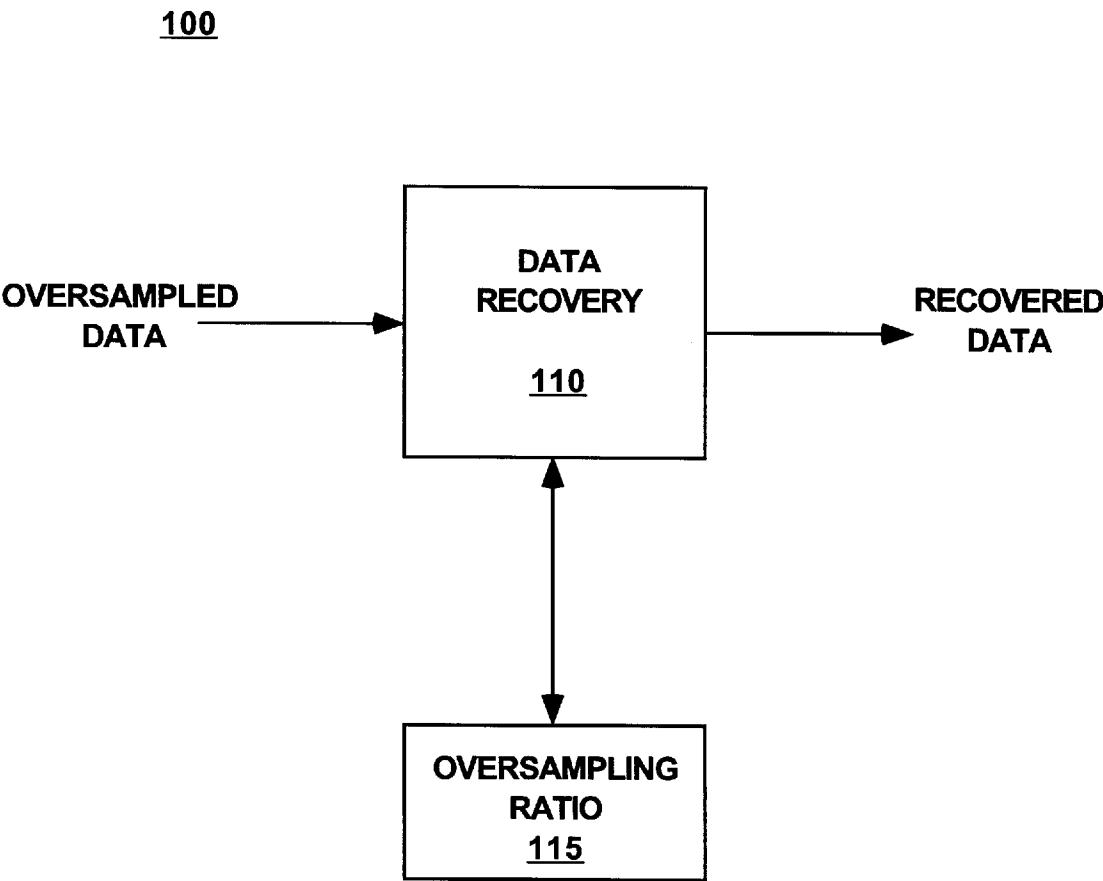 100
DATA
RECOVERY
110
OVERSAMPLED
DATA
RECOVERED
DATA
OVERSAMPLING
RATIO
115